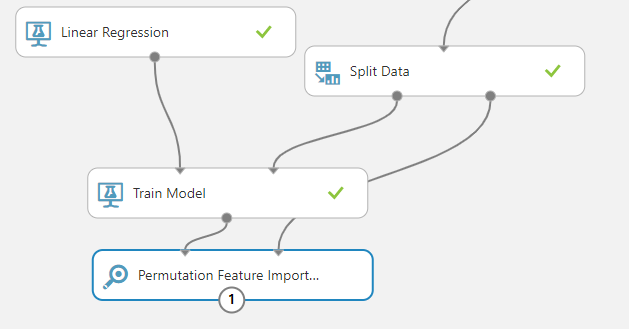 Linear Regression
Split Data
Train Model
Permutation Feature Import...
1